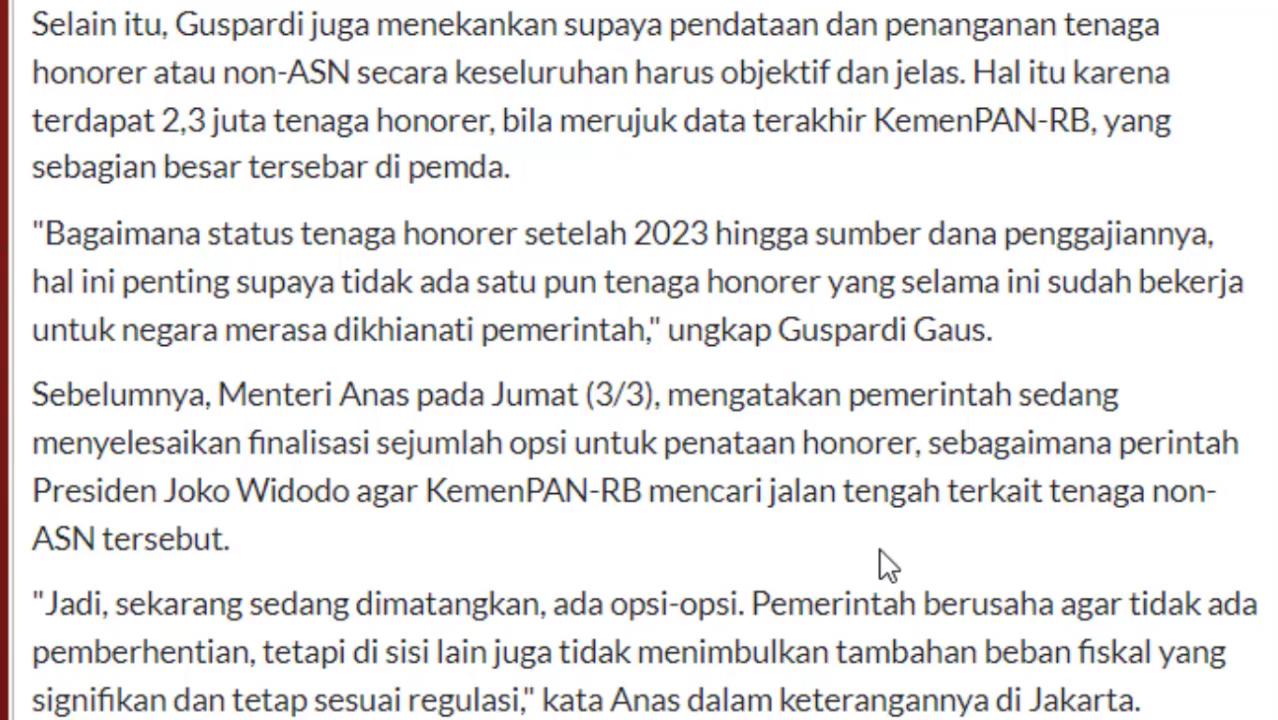 Selain itu, Guspardi juga menekankan supaya pendataan dan penanganan tenaga
honorer atau non-ASN secara keseluruhan harus objektif dan jelas. Hal itu karena
terdapat 2,3 juta tenaga honorer, bila merujuk data terakhir KemenPAN-RB, yang
sebagian besar tersebar di pemda.
"Bagaimana status tenaga honorer setelah 2023 hingga sumber dana penggajiannya,
hal ini penting supaya tidak ada satu pun tenaga honorer yang selama ini sudah bekerja
untuk negara merasa dikhianati pemerintah," ungkap Guspardi Gaus.
Sebelumnya, Menteri Anas pada Jumat (3/3), mengatakan pemerintah sedang
menyelesaikan finalisasi sejumlah opsi untuk penataan honorer, sebagaimana perintah
Presiden Joko Widodo agar KemenPAN-RB mencari jalan tengah terkait tenaga non-
ASN tersebut.
"Jadi, sekarang sedang dimatangkan, ada opsi-opsi. Pemerintah berusaha agar tidak ada
pemberhentian, tetapi di sisi lain juga tidak menimbulkan tambahan beban fiskal yang
signifikan dan tetap sesuai regulasi," kata Anas dalam keterangannya di Jakarta.